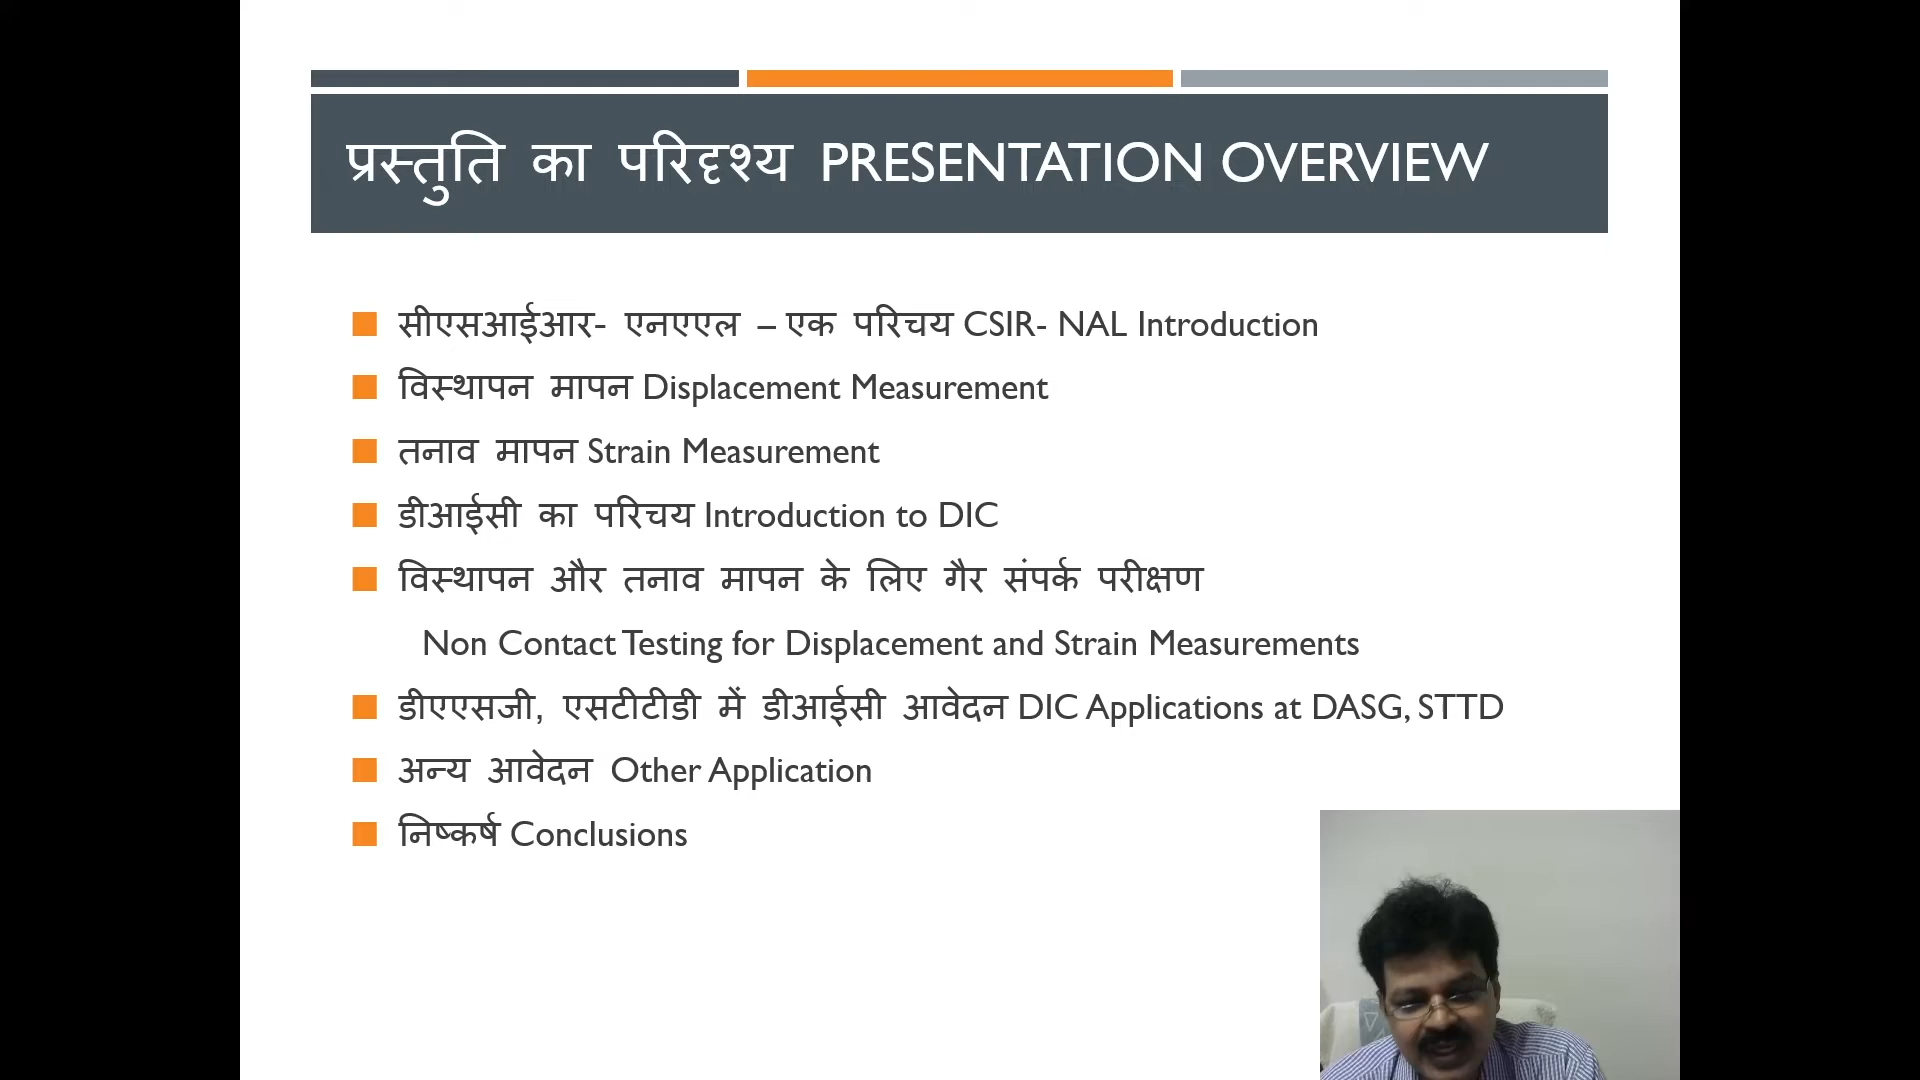 प्रस्तुति का परिदृश्य PRESENTATION OVERVIEW
सीएसआईआर- एनएएल – एक परिचय CSIR- NAL Introduction
विस्थापन मापन Displacement Measurement
तनाव मापन Strain Measurement
डीआईसी का परिचय Introduction to DIC
विस्थापन और तनाव मापन के लिए गैर संपर्क परीक्षण
Non Contact Testing for Displacement and Strain Measurements
डीएएसजी, एसटीटीडी में डीआईसी आवेदन DIC Applications at DASG, STTD
अन्य आवेदन Other Application
निष्कर्ष Conclusions